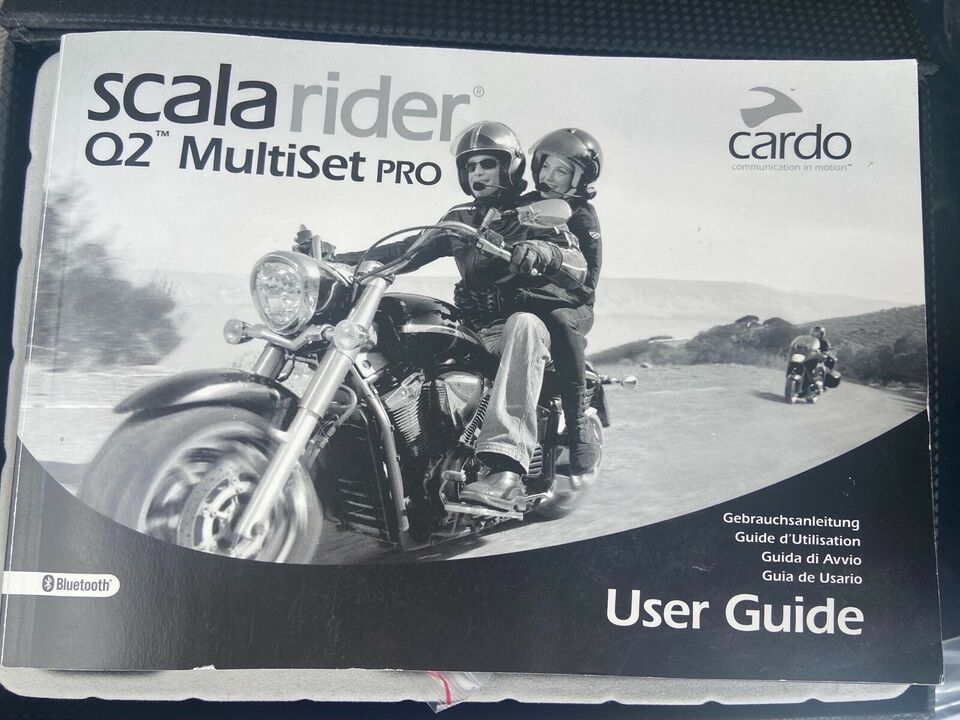 scala rider®
Q2™ MultiSet PRO
cardo
communication in motion™
Gebrauchsanleitung
Guide d'Utilisation
Guida di Avvio
Guia de Usario
Bluetooth®
User Guide